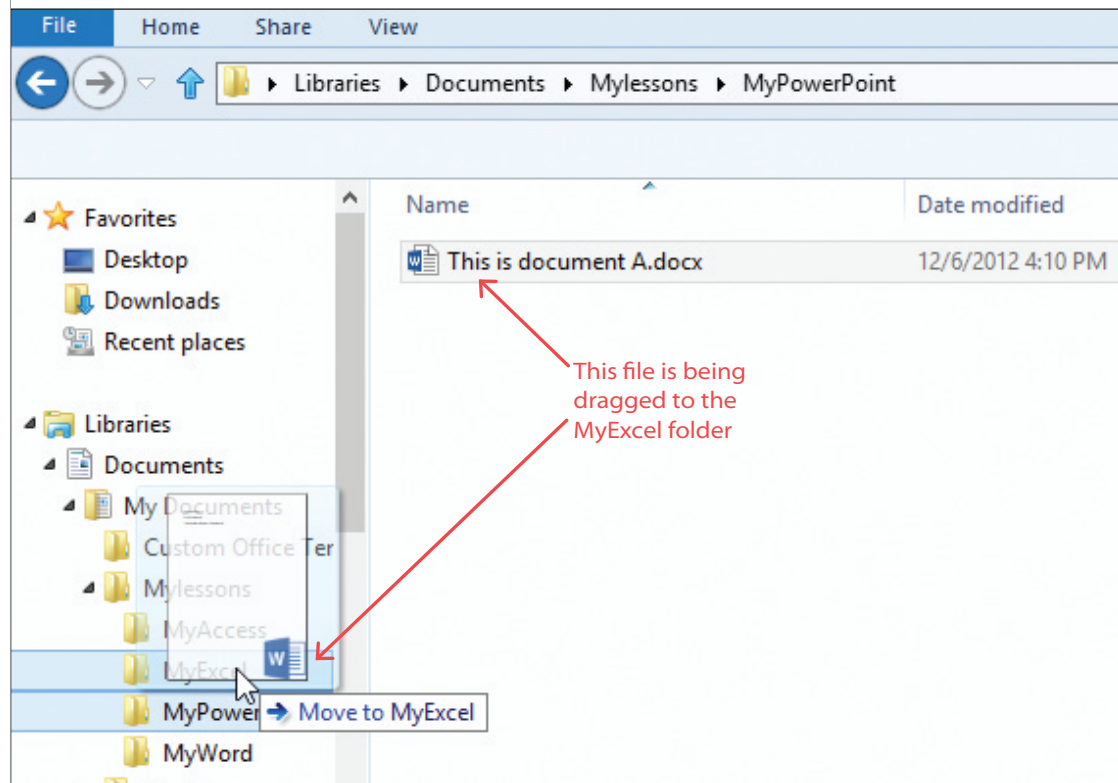 File Home Share View
Libraries Documents Mylessons MyPowerPoint
Name Date modified
Favorites
Desktop
Downloads
Recent places
This is document A.docx 12/6/2012 4:10 PM
This file is being
dragged to the
MyExcel folder
Libraries
Documents
My Documents
Custom Office Ter
Mylessons
MyAccess
MyExcel
W
MyPower
Move to MyExcel
MyWord